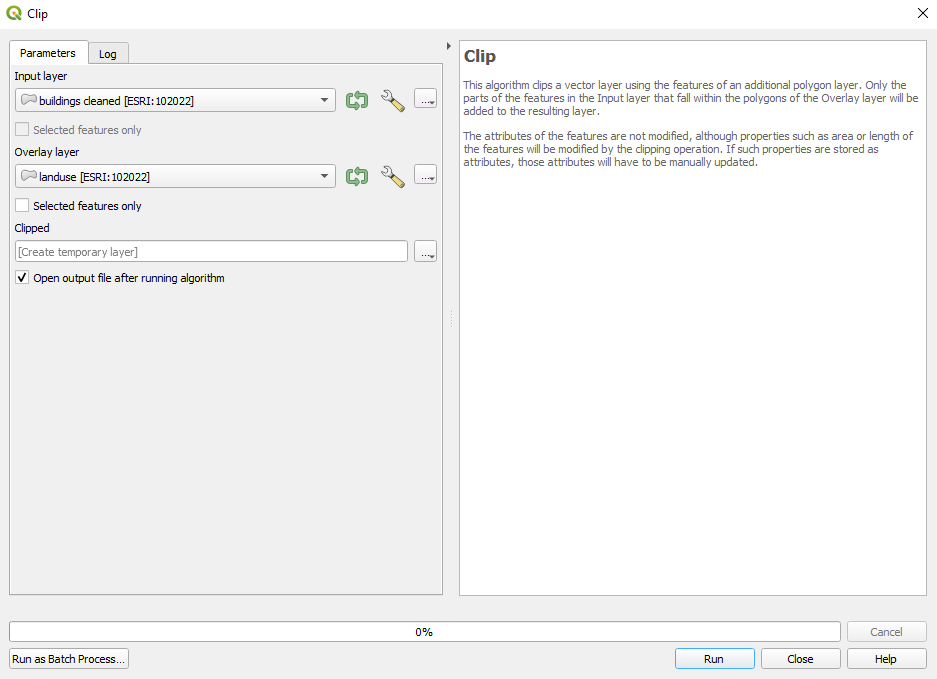 Clip
Parameters
Log
Input layer
buildings cleaned [ESRI:102022]
...
Selected features only
Overlay layer
landuse [ESRI:102022]
...
Selected features only
Clipped
[Create temporary layer]
...
Open output file after running algorithm
Clip
This algorithm clips a vector layer using the features of an additional polygon layer. Only the
parts of the features in the Input layer that fall within the polygons of the Overlay layer will be
added to the resulting layer.
The attributes of the features are not modified, although properties such as area or length of
the features will be modified by the clipping operation. If such properties are stored as
attributes, those attributes will have to be manually updated.
0%
Cancel
Run as Batch Process...
Run
Close
Help